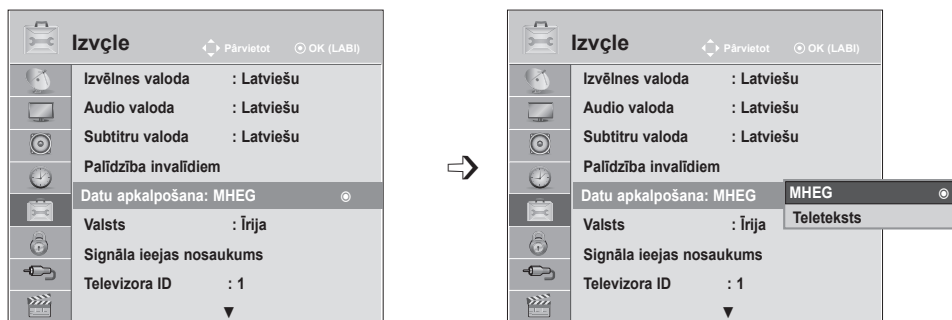 Izvçle
Pārvietot
OK (LABI)
Izvēlnes valoda : Latviešu
Audio valoda : Latviešu
Subtitru valoda : Latviešu
Palīdzība invalīdiem
Datu apkalpošana: MHEG
Valsts : Īrija
Signāla ieejas nosaukums
Televizora ID : 1
Izvçle
Pārvietot
OK (LABI)
Izvēlnes valoda : Latviešu
Audio valoda : Latviešu
Subtitru valoda : Latviešu
Palīdzība invalīdiem
Datu apkalpošana: MHEG
Valsts : Īrija
Signāla ieejas nosaukums
Televizora ID : 1
MHEG
Teleteksts